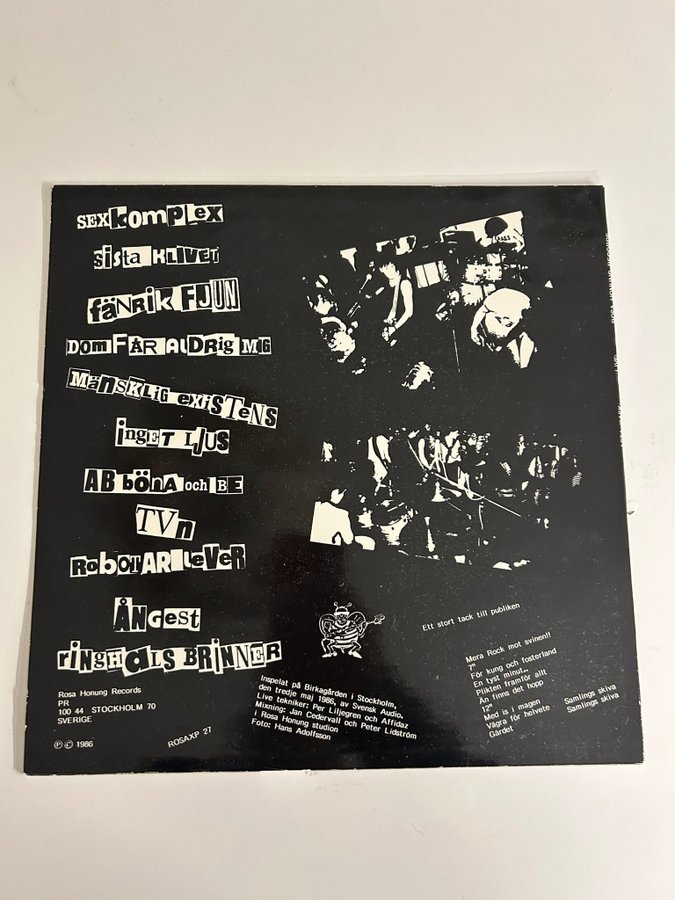 SEXKOMPLEX
SiSta KLIVET
fÄNRIK FJUN
DOM FÅR ALDRIG MIG
MÄNSKLIG EXISTENS
INGET LJUS
AB böna och BE
TVn
RobotAR LeVER
ÅNGEST
RINGHALS BRINNER
Ett stort tack till publiken
Mera Rock mot svinen!!
7"
För kung och fosterland
En tyst minut..
Plikten framför allt
Än finns det hopp
12"
Med is i magen Samlings skiva
Vägra för helvete Samlings skiva
Gärdet
Rosa Honung Records
PR
100 44 STOCKHOLM 70
SVERIGE
℗ © 1986
ROSAXP 27
Inspelat på Birkagården i Stockholm,
den tredje maj 1986, av Svensk Audio.
Live tekniker: Per Liljegren och Affidaz
Mixning: Jan Cedervall och Peter Lidström
i Rosa Honung studion
Foto: Hans Adolfsson